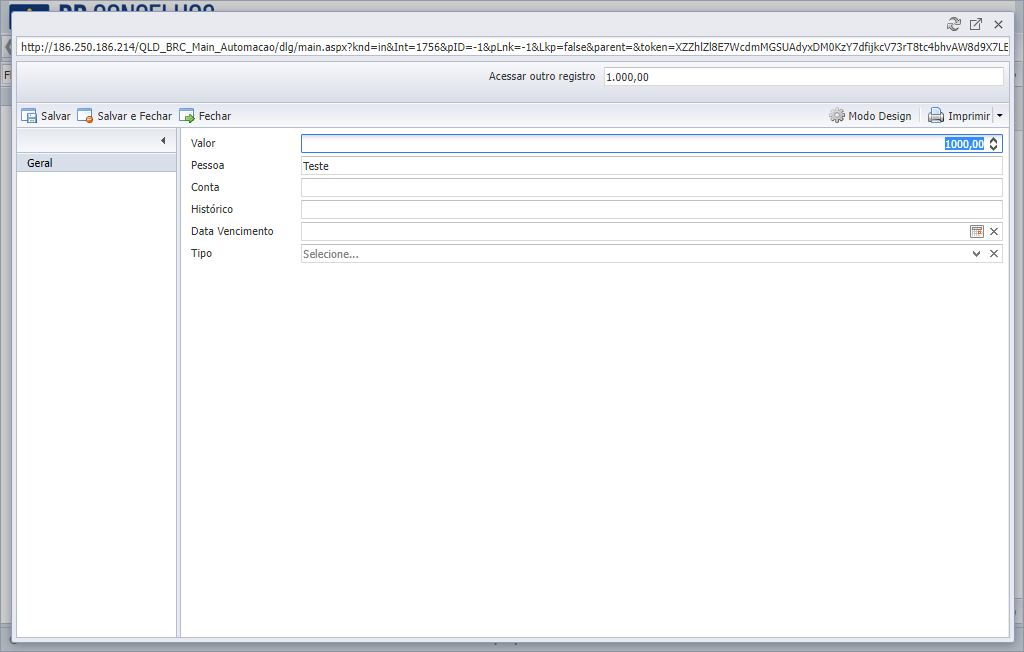 http://186.250.186.214/QLD_BRC_Main_Automacao/dlg/main.aspx?knd=in&Int=1756&pID=-1&pLnk=-1&Lkp=false&parent=&token=XZZhlZl8E7WcdmMGSUAdyxDM0KzY7dfijkcV73rT8tc4bhvAW8d9X7LE
Acessar outro registro 1.000,00
Salvar Salvar e Fechar Fechar Modo Design Imprimir
Geral
Valor 1000,00
Pessoa Teste
Conta
Histórico
Data Vencimento
Tipo Selecione...